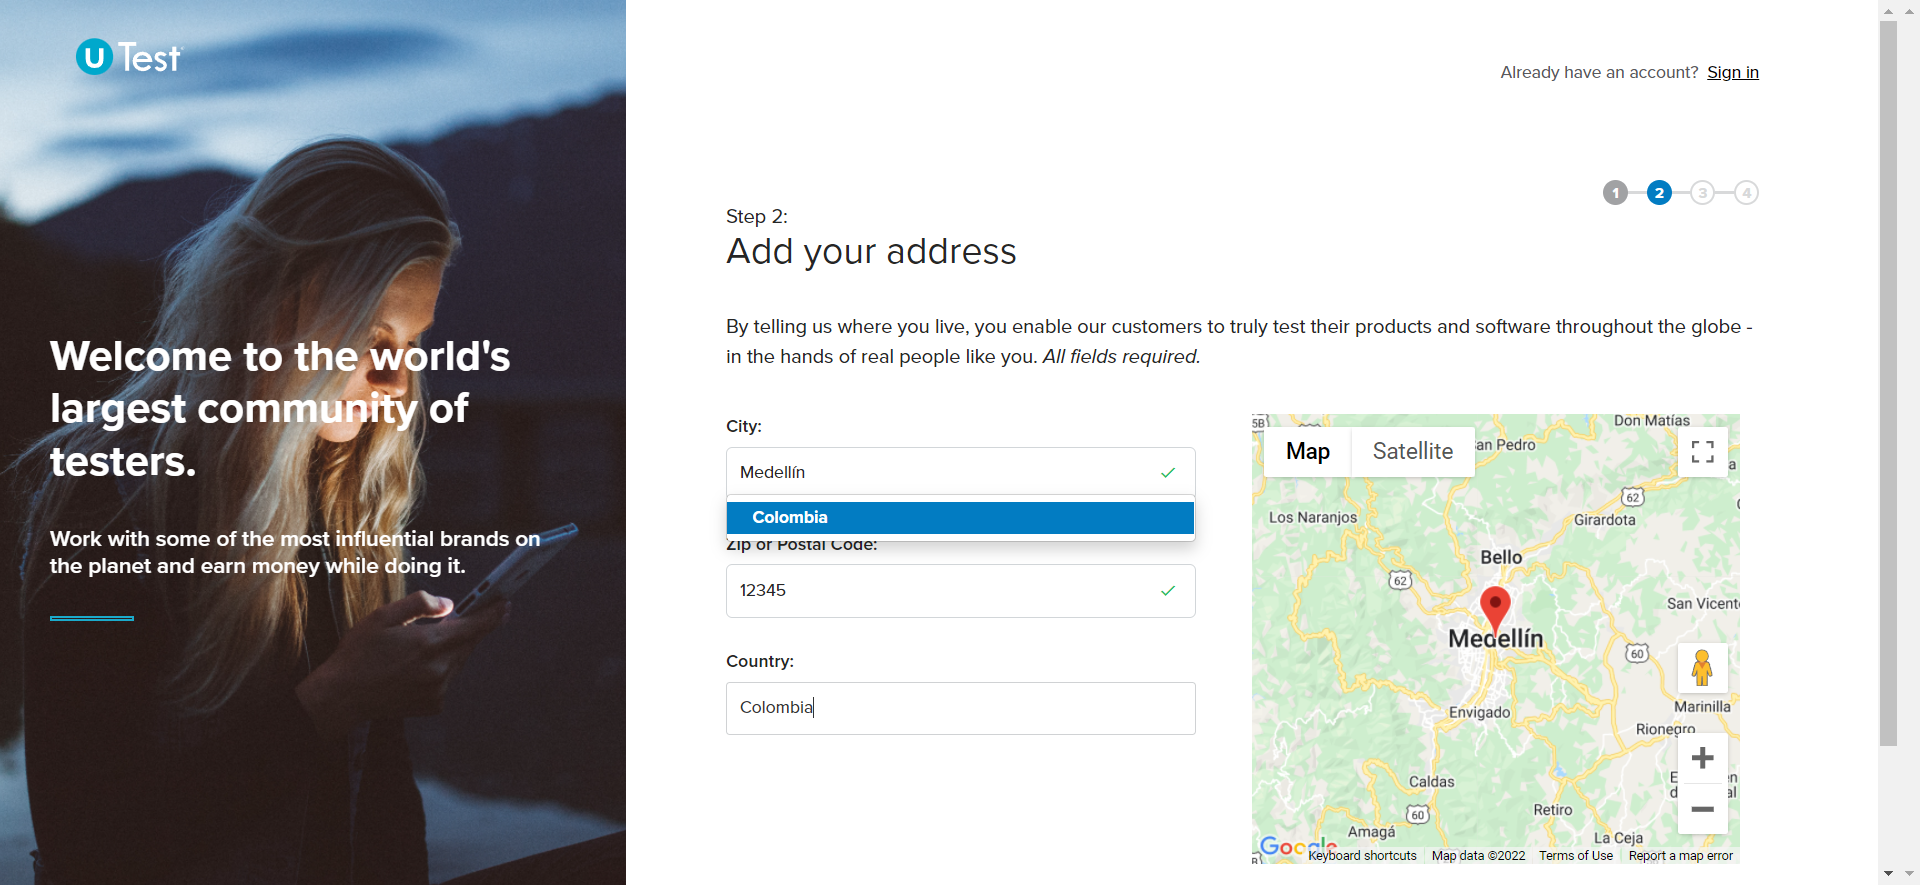 U Test
Already have an account? Sign in
1 2 3 4
Step 2:
Add your address
By telling us where you live, you enable our customers to truly test their products and software throughout the globe -
in the hands of real people like you. All fields required.
Welcome to the world's
largest community of
testers.
Work with some of the most influential brands on
the planet and earn money while doing it.
City:
Medellín
Colombia
Zip or Postal Code:
12345
Country:
Colombia
Map Satellite
Don Matías
an Pedro
62
Los Naranjos
Girardota
Bello
62
San Vicent
Medellín
60
Marinilla
Envigado
Rionegro
Caldas
60
Retiro
Amagá
La Ceja
Google
Keyboard shortcuts Map data ©2022 Terms of Use Report a map error